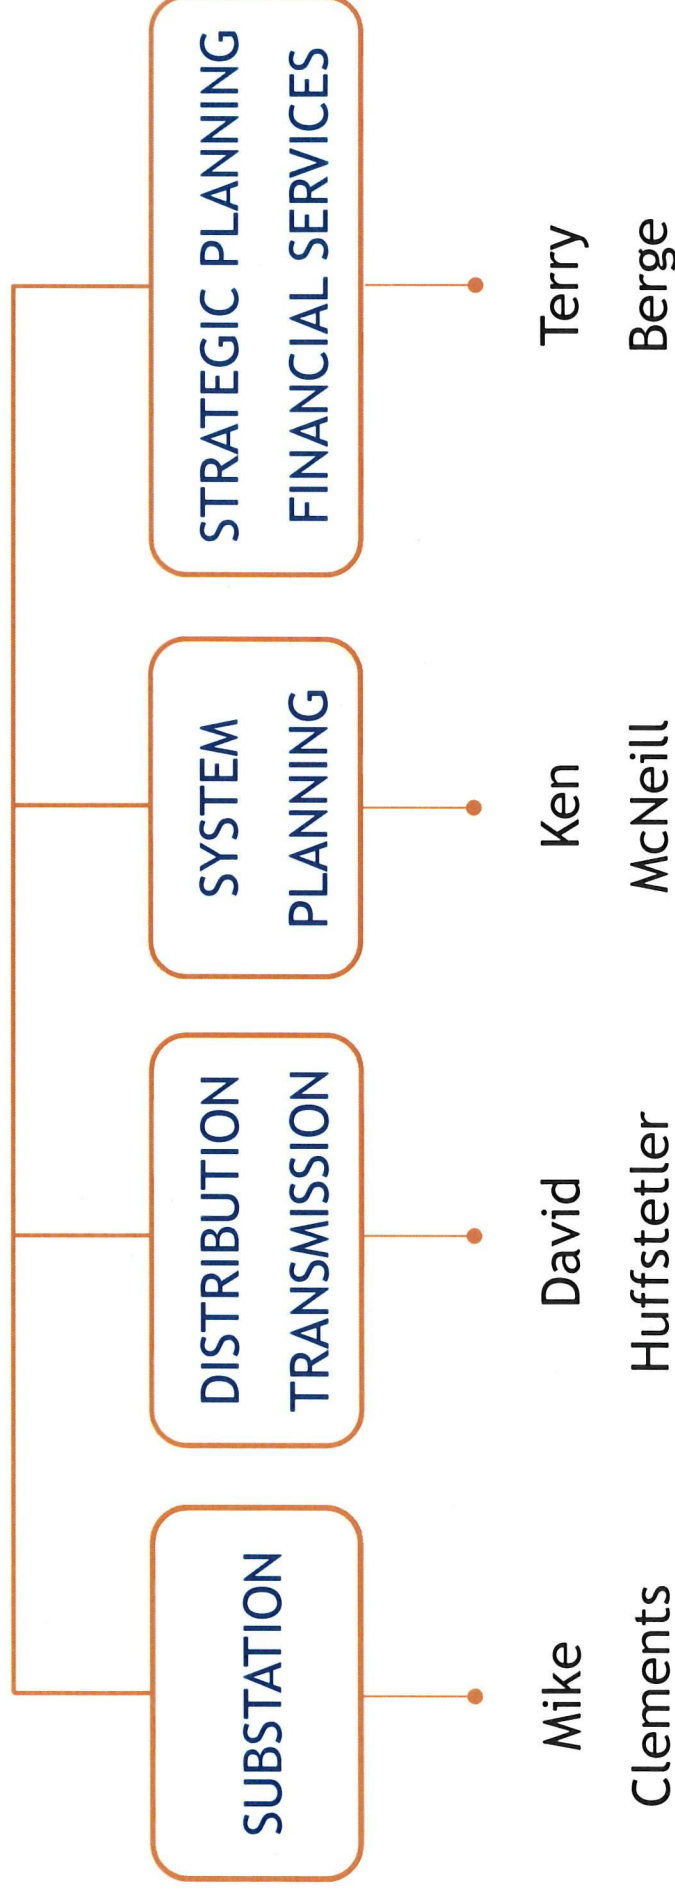 SUBSTATION
Mike
Clements
DISTRIBUTION
TRANSMISSION
David
Huffstetler
SYSTEM
PLANNING
Ken
McNeill
STRATEGIC PLANNING
FINANCIAL SERVICES
Terry
Berge